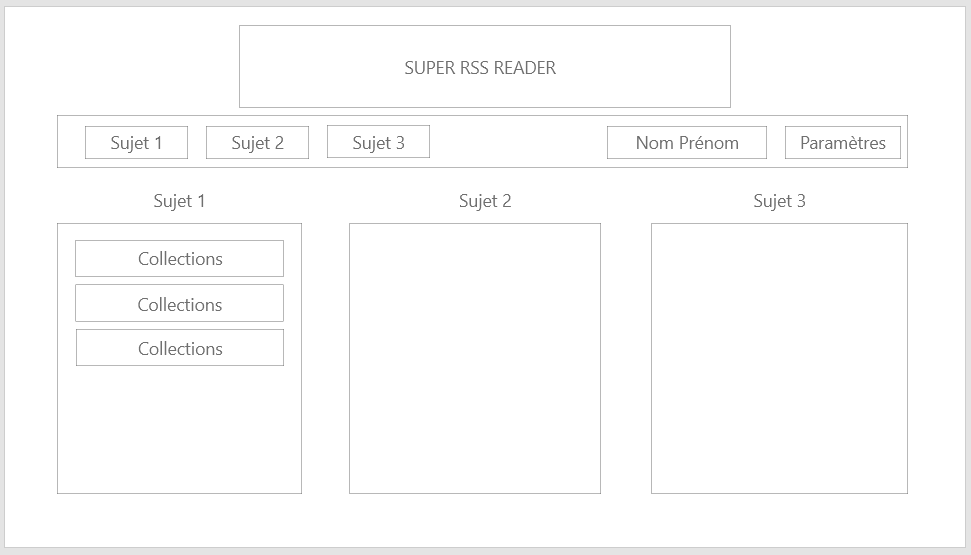 SUPER RSS READER
Sujet 1
Sujet 2
Sujet 3
Nom Prénom
Paramètres
Sujet 1
Sujet 2
Sujet 3
Collections
Collections
Collections